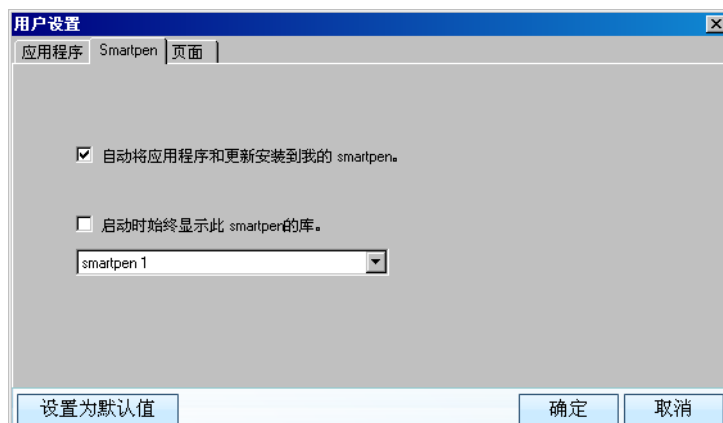 用户设置
应用程序 Smartpen 页面
自动将应用程序和更新安装到我的 smartpen。
启动时始终显示此 smartpen的库。
smartpen 1
设置为默认值 确定 取消